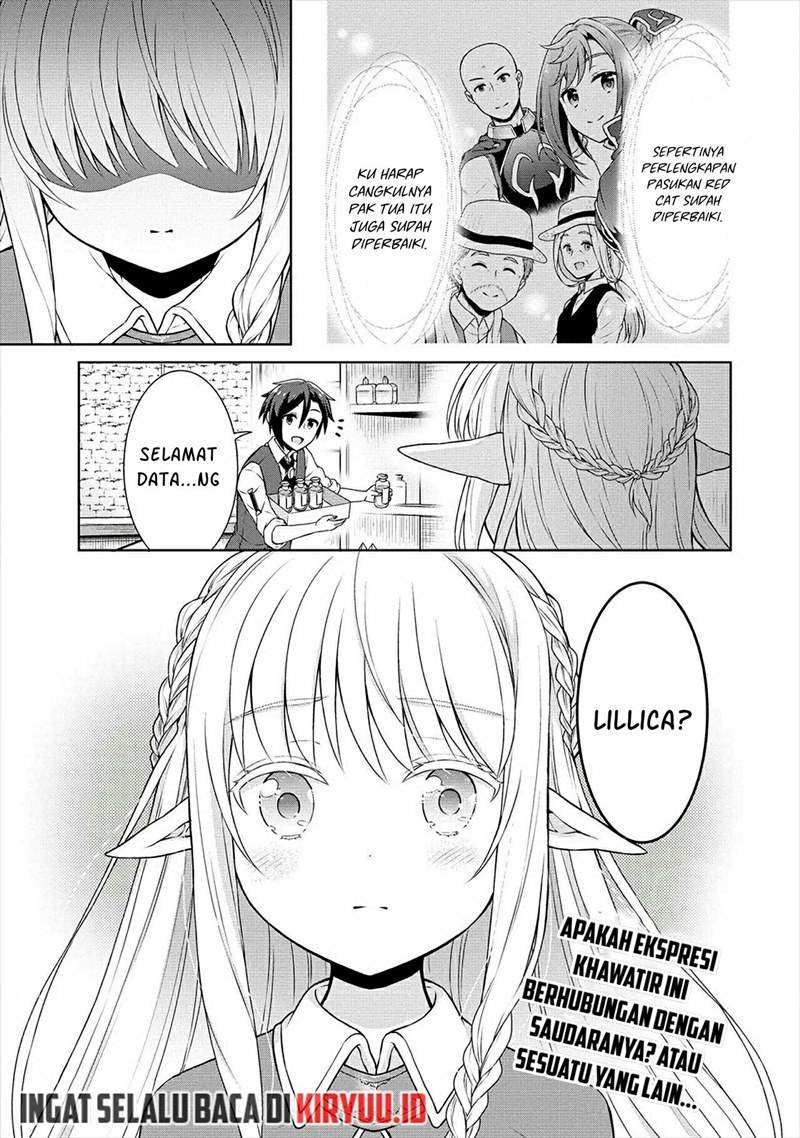 SEPERTINYA
PERLENGKAPAN
PASUKAN RED
CAT SUDAH
DIPERBAIKI.
KU HARAP
CANGKULNYA
PAK TUA ITU
JUGA SUDAH
DIPERBAIKI.
SELAMAT
DATA...NG
LILLICA?
APAKAH EKSPRESI
KHAWATIR INI
BERHUBUNGAN DENGAN
SAUDARANYA? ATAU
SESUATU YANG LAIN...
INGAT SELALU BACA DI KIRYUU.ID